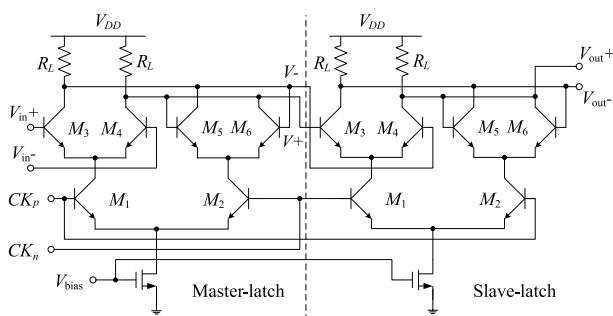 V_DD V_DD
R_L R_L R_L R_L
V_out+
V- V_out-
V_in+ M_3 M_4 M_5 M_6 M_3 M_4 M_5 M_6
V+
V_in-
CK_p M_1 M_2 M_1 M_2
CK_n
V_bias Master-latch Slave-latch